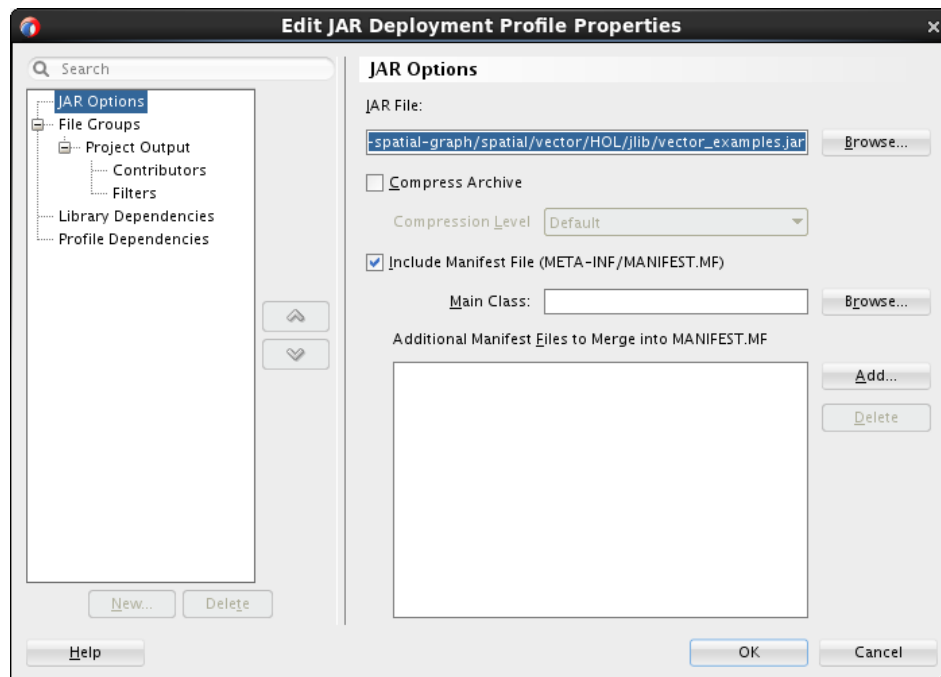 Edit JAR Deployment Profile Properties
Search
JAR Options
File Groups
Project Output
Contributors
Filters
Library Dependencies
Profile Dependencies
New...
Delete
JAR Options
JAR File:
-spatial-graph/spatial/vector/HOL/jlib/vector_examples.jar
Browse...
Compress Archive
Compression Level
Default
Include Manifest File (META-INF/MANIFEST.MF)
Main Class:
Browse...
Additional Manifest Files to Merge into MANIFEST.MF
Add...
Delete
Help
OK
Cancel